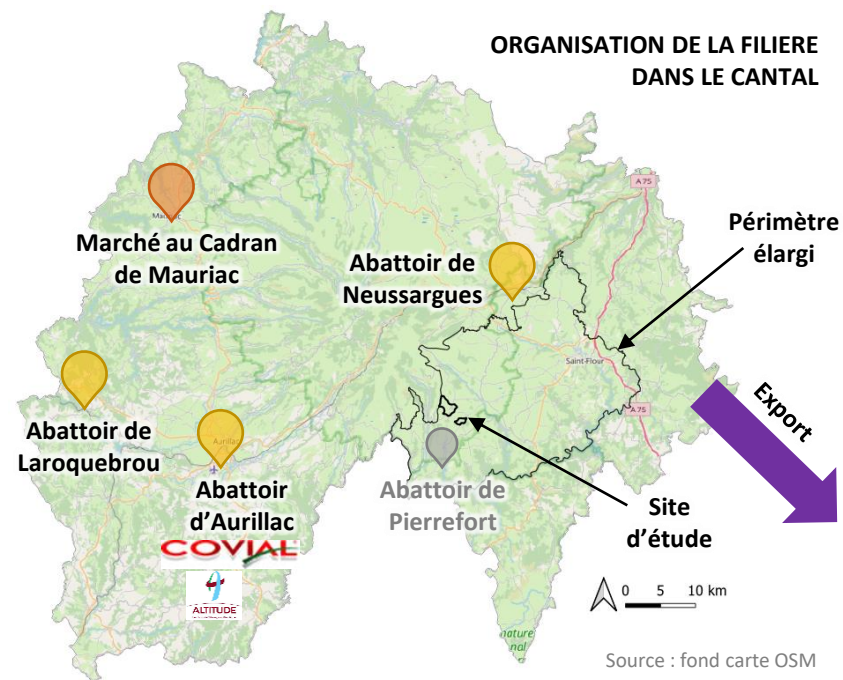 ORGANISATION DE LA FILIERE
DANS LE CANTAL
A 75
Mauriac
Marché au Cadran
de Mauriac
Périmètre
élargi
Abattoir de
Neussargues
Saint-Flour
A 75
Export
Abattoir de
Laroquebrou
Aurillac
Abattoir
d'Aurillac
COVIAL
ALTITUDE
Abattoir de
Pierrefort
Site
d'étude
0 5 10 km
Source : fond carte OSM